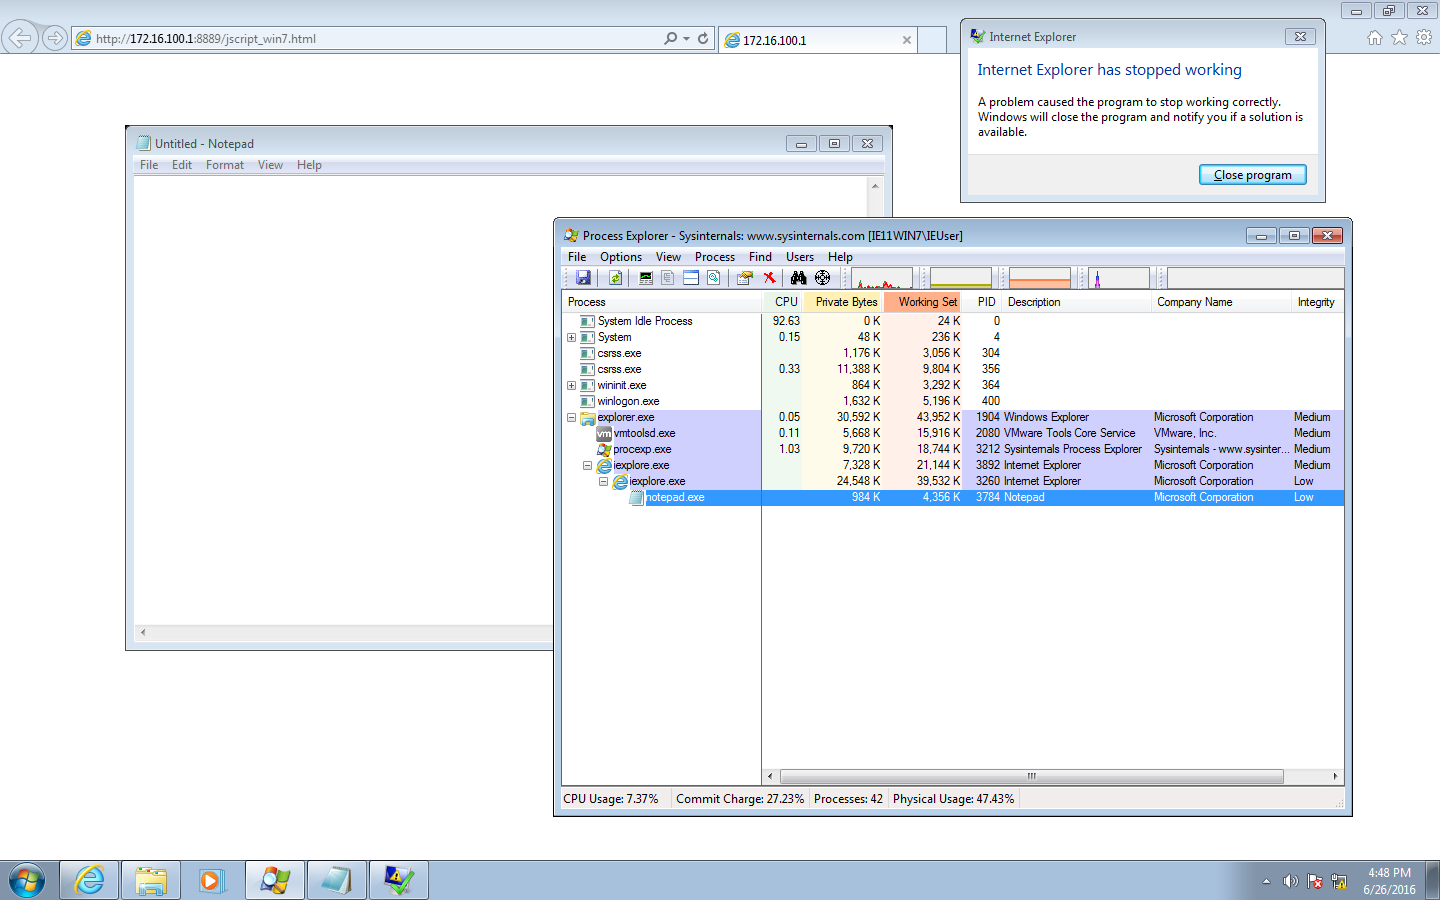 http://172.16.100.1:8889/jscript_win7.html
172.16.100.1
Internet Explorer
Internet Explorer has stopped working
A problem caused the program to stop working correctly.
Windows will close the program and notify you if a solution is
available.
Close program
Untitled - Notepad
File Edit Format View Help
Process Explorer - Sysinternals: www.sysinternals.com [IE11WIN7\IEUser]
File Options View Process Find Users Help
Process CPU Private Bytes Working Set PID Description Company Name Integrity
System Idle Process 92.63 0 K 24 K 0
System 0.15 48 K 236 K 4
csrss.exe 1,176 K 3,056 K 304
csrss.exe 0.33 11,388 K 9,804 K 356
wininit.exe 864 K 3,292 K 364
winlogon.exe 1,632 K 5,196 K 400
explorer.exe 0.05 30,592 K 43,952 K 1904 Windows Explorer Microsoft Corporation Medium
vm vmtoolsd.exe 0.11 5,668 K 15,916 K 2080 VMware Tools Core Service VMware, Inc. Medium
procexp.exe 1.03 9,720 K 18,744 K 3212 Sysinternals Process Explorer Sysinternals - www.sysinter... Medium
iexplore.exe 7,328 K 21,144 K 3892 Internet Explorer Microsoft Corporation Medium
iexplore.exe 24,548 K 39,532 K 3260 Internet Explorer Microsoft Corporation Low
notepad.exe 984 K 4,356 K 3784 Notepad Microsoft Corporation Low
CPU Usage: 7.37% Commit Charge: 27.23% Processes: 42 Physical Usage: 47.43%
4:48 PM
6/26/2016